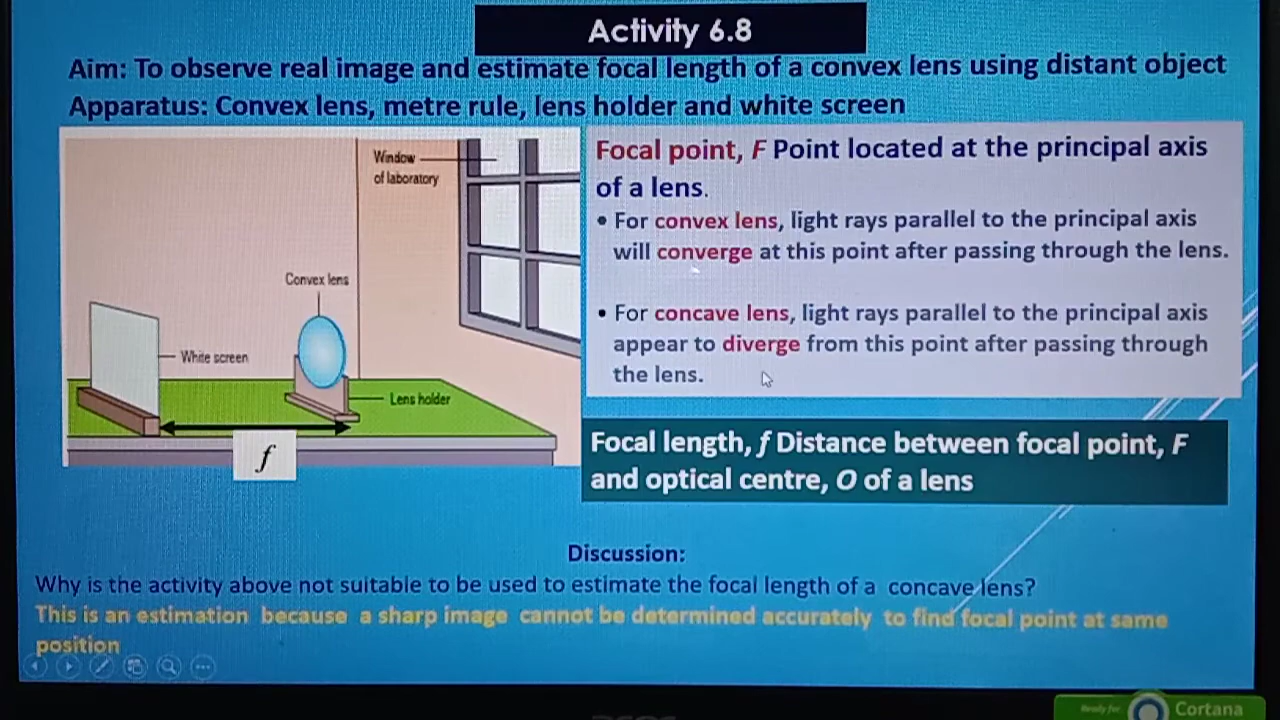 Activity 6.8
Aim: To observe real image and estimate focal length of a convex lens using distant object
Apparatus: Convex lens, metre rule, lens holder and white screen
Window
of laboratory
Convex lens
White screen
Lens holder
f
Focal point, F Point located at the principal axis
of a lens.
• For convex lens, light rays parallel to the principal axis
will converge at this point after passing through the lens.
• For concave lens, light rays parallel to the principal axis
appear to diverge from this point after passing through
the lens.
Focal length, f Distance between focal point, F
and optical centre, O of a lens
Discussion:
Why is the activity above not suitable to be used to estimate the focal length of a concave lens?
This is an estimation because a sharp image cannot be determined accurately to find focal point at same
position
Ready for
Cortana